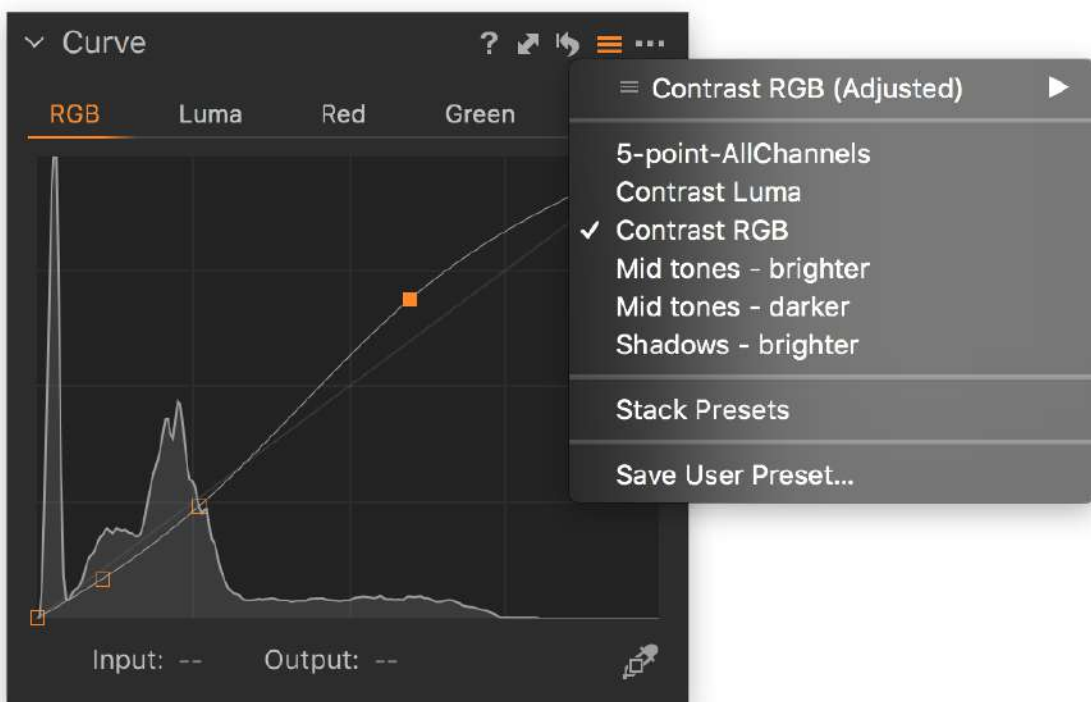 Curve
?
RGB Luma Red Green
Contrast RGB (Adjusted)
5-point-AllChannels
Contrast Luma
Contrast RGB
Mid tones - brighter
Mid tones - darker
Shadows - brighter
Stack Presets
Save User Preset...
Input: -- Output: --